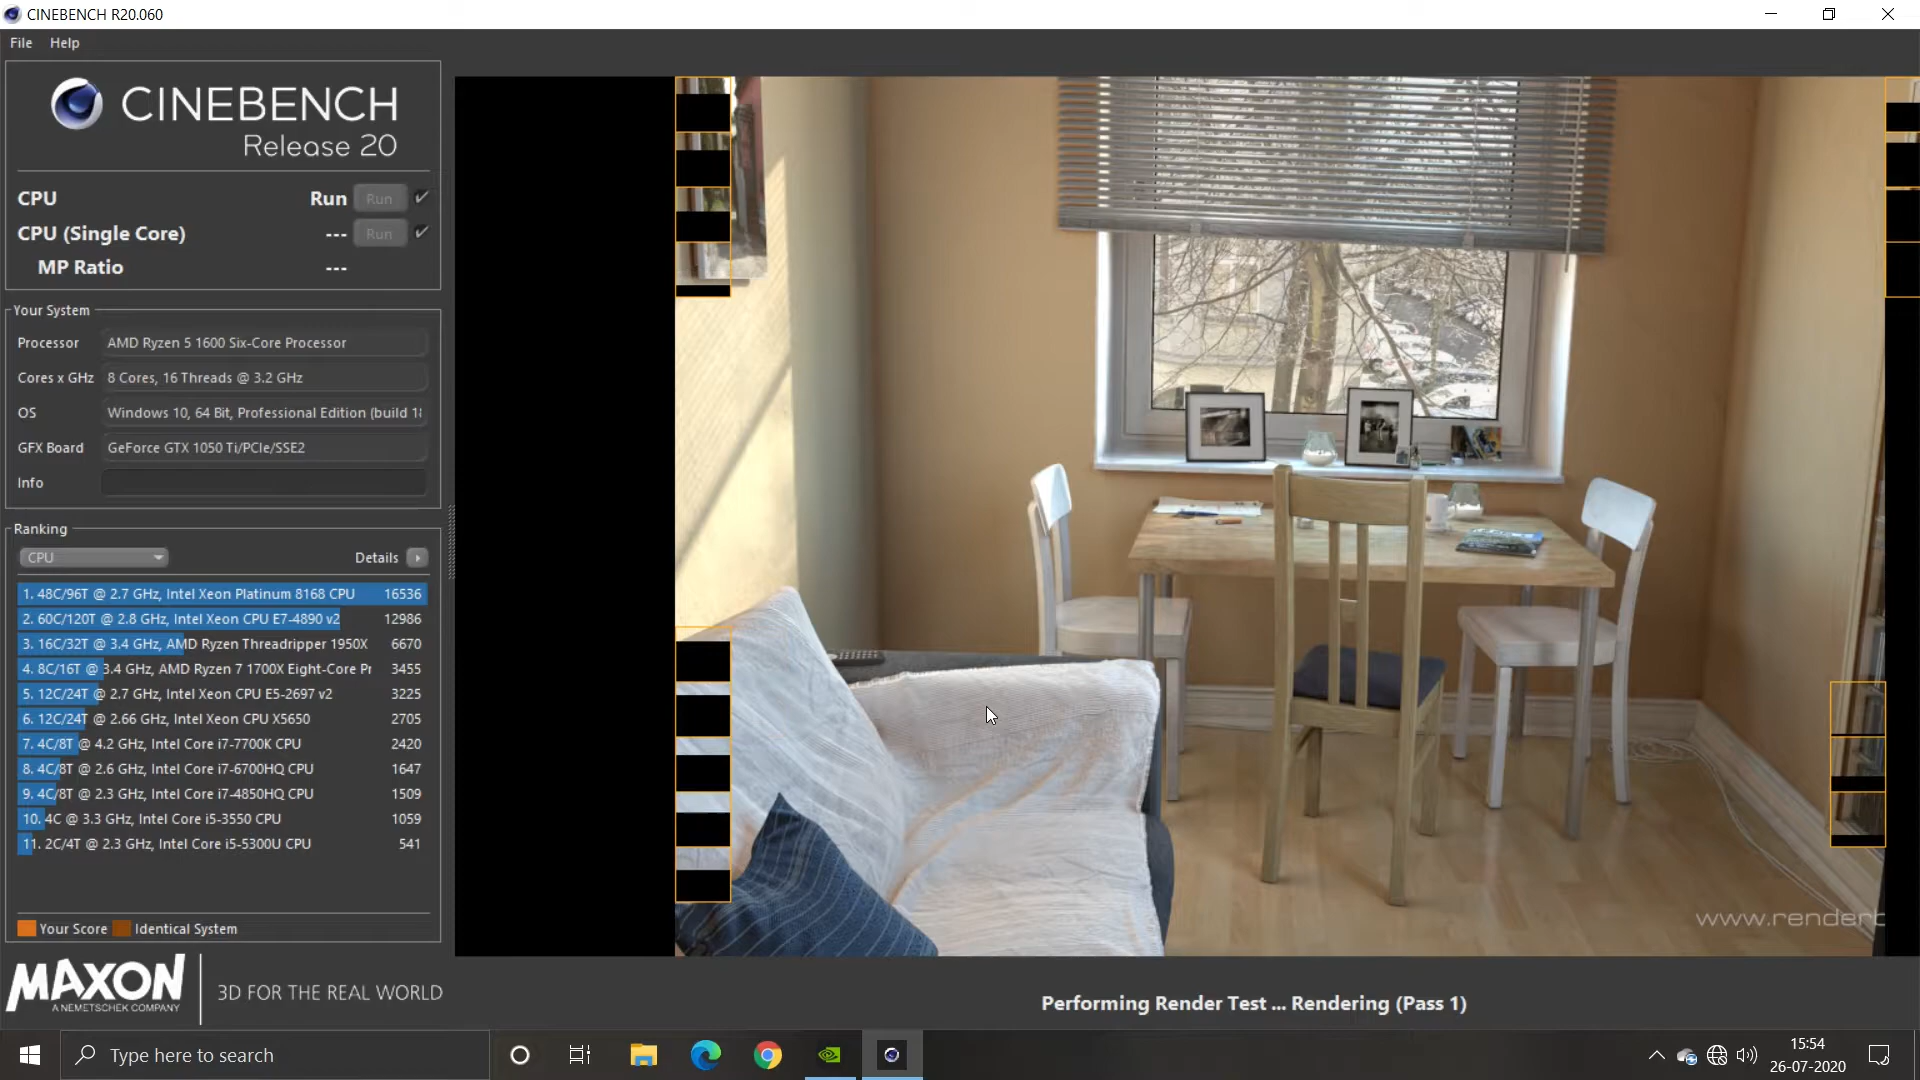 CINEBENCH R20.060
File Help
CINEBENCH
Release 20
CPU Run Run
CPU (Single Core) --- Run
MP Ratio ---
Your System
Processor AMD Ryzen 5 1600 Six-Core Processor
Cores x GHz 8 Cores, 16 Threads @ 3.2 GHz
OS Windows 10, 64 Bit, Professional Edition (build 18
GFX Board GeForce GTX 1050 Ti/PCIe/SSE2
Info
Ranking
CPU Details
1. 48C/96T @ 2.7 GHz, Intel Xeon Platinum 8168 CPU 16536
2. 60C/120T @ 2.8 GHz, Intel Xeon CPU E7-4890 v2 12986
3. 16C/32T @ 3.4 GHz, AMD Ryzen Threadripper 1950X 6670
4. 8C/16T @ 3.4 GHz, AMD Ryzen 7 1700X Eight-Core Pr 3455
5. 12C/24T @ 2.7 GHz, Intel Xeon CPU E5-2697 v2 3225
6. 12C/24T @ 2.66 GHz, Intel Xeon CPU X5650 2705
7. 4C/8T @ 4.2 GHz, Intel Core i7-7700K CPU 2420
8. 4C/8T @ 2.6 GHz, Intel Core i7-6700HQ CPU 1647
9. 4C/8T @ 2.3 GHz, Intel Core i7-4850HQ CPU 1509
10. 4C @ 3.3 GHz, Intel Core i5-3550 CPU 1059
11. 2C/4T @ 2.3 GHz, Intel Core i5-5300U CPU 541
Your Score Identical System
www.render
MAXON
A NEMETSCHEK COMPANY
3D FOR THE REAL WORLD
Performing Render Test ... Rendering (Pass 1)
Type here to search
15:54
26-07-2020